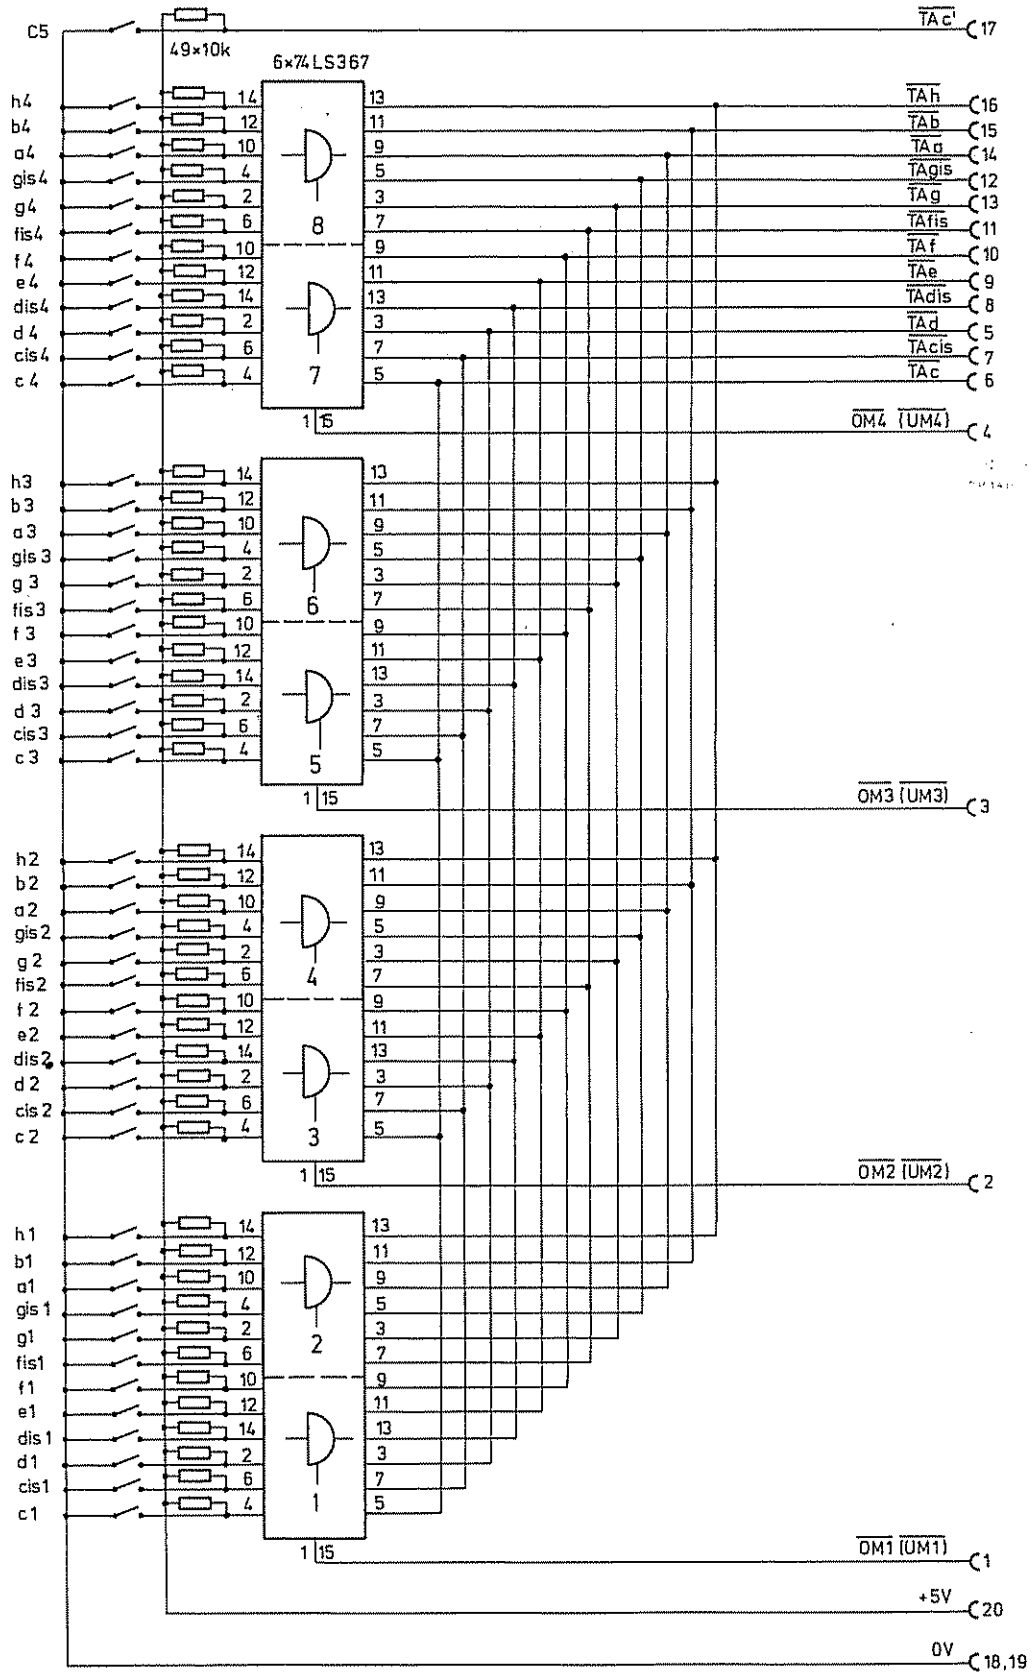 C5 49×10k TAc' 17
6×74LS367
h4 14 13 TAh 16
b4 12 11 TAb 15
a4 10 9 TAa 14
gis4 4 5 TAgis 12
g4 2 3 TAg 13
fis4 6 7 TAfis 11
8
f4 10 9 TAf 10
e4 12 11 TAe 9
dis4 14 13 TAdis 8
d4 2 3 TAd 5
cis4 6 7 TAcis 7
7
c4 4 5 TAc 6
1 15 OM4 (UM4) 4
h3 14 13
b3 12 11
a3 10 9
gis3 4 5
g3 2 3
fis3 6 7
6
f3 10 9
e3 12 11
dis3 14 13
d3 2 3
cis3 6 7
c3 4 5
5
1 15 OM3 (UM3) 3
h2 14 13
b2 12 11
a2 10 9
gis2 4 5
g2 2 3
fis2 6 7
4
f2 10 9
e2 12 11
dis2 14 13
d2 2 3
cis2 6 7
c2 4 5
3
1 15 OM2 (UM2) 2
h1 14 13
b1 12 11
a1 10 9
gis1 4 5
g1 2 3
fis1 6 7
2
f1 10 9
e1 12 11
dis1 14 13
d1 2 3
cis1 6 7
c1 4 5
1
1 15 OM1 (UM1) 1
+5V 20
0V 18,19